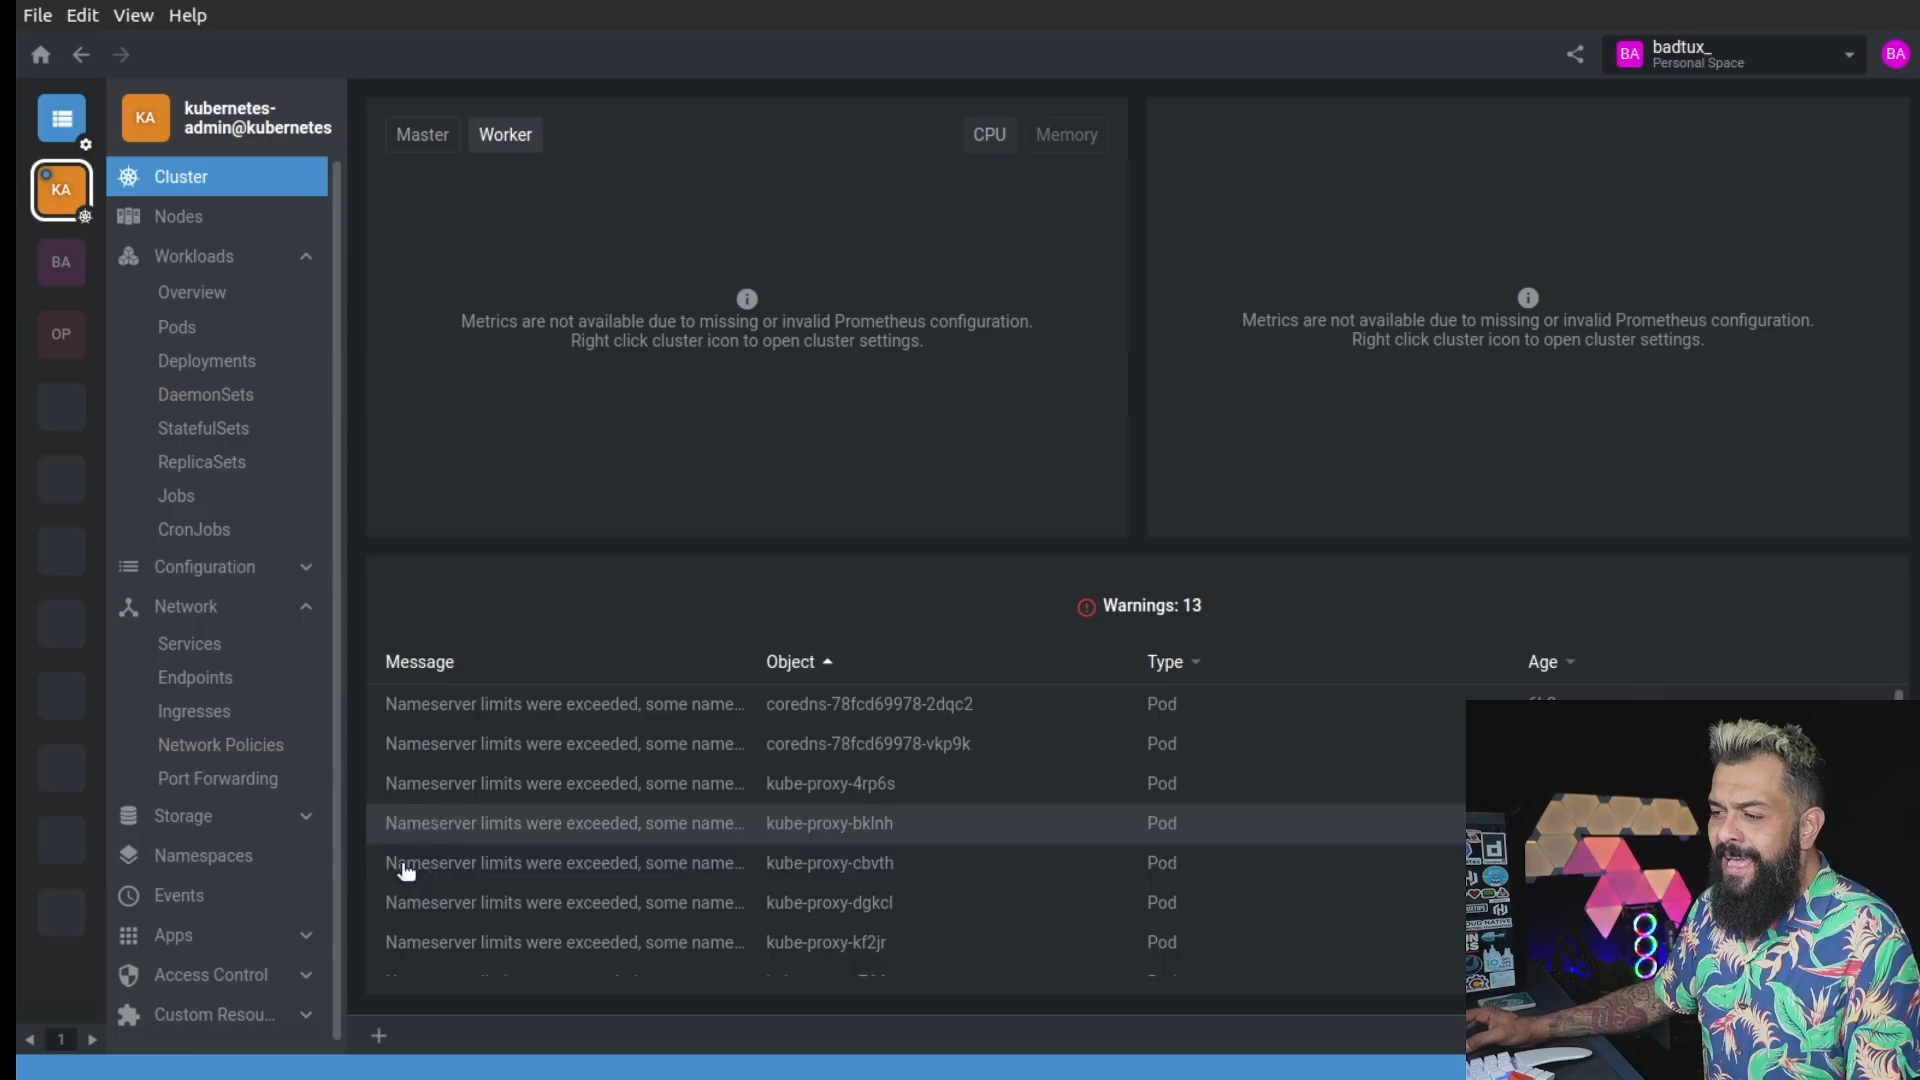 File Edit View Help
BA badtux_ BA
Personal Space
KA kubernetes-
admin@kubernetes
Master Worker CPU Memory
Cluster
KA
Nodes
BA
Workloads
Overview
Pods
OP
Deployments
DaemonSets
StatefulSets
ReplicaSets
Jobs
CronJobs
Configuration
Network
Services
Endpoints
Ingresses
Network Policies
Port Forwarding
Storage
Namespaces
Events
Apps
Access Control
Custom Resou...
1
Metrics are not available due to missing or invalid Prometheus configuration.
Right click cluster icon to open cluster settings.
Metrics are not available due to missing or invalid Prometheus configuration.
Right click cluster icon to open cluster settings.
Warnings: 13
Message Object Type Age
Nameserver limits were exceeded, some name... coredns-78fcd69978-2dqc2 Pod
Nameserver limits were exceeded, some name... coredns-78fcd69978-vkp9k Pod
Nameserver limits were exceeded, some name... kube-proxy-4rp6s Pod
Nameserver limits were exceeded, some name... kube-proxy-bklnh Pod
Nameserver limits were exceeded, some name... kube-proxy-cbvth Pod
Nameserver limits were exceeded, some name... kube-proxy-dgkcl Pod
Nameserver limits were exceeded, some name... kube-proxy-kf2jr Pod